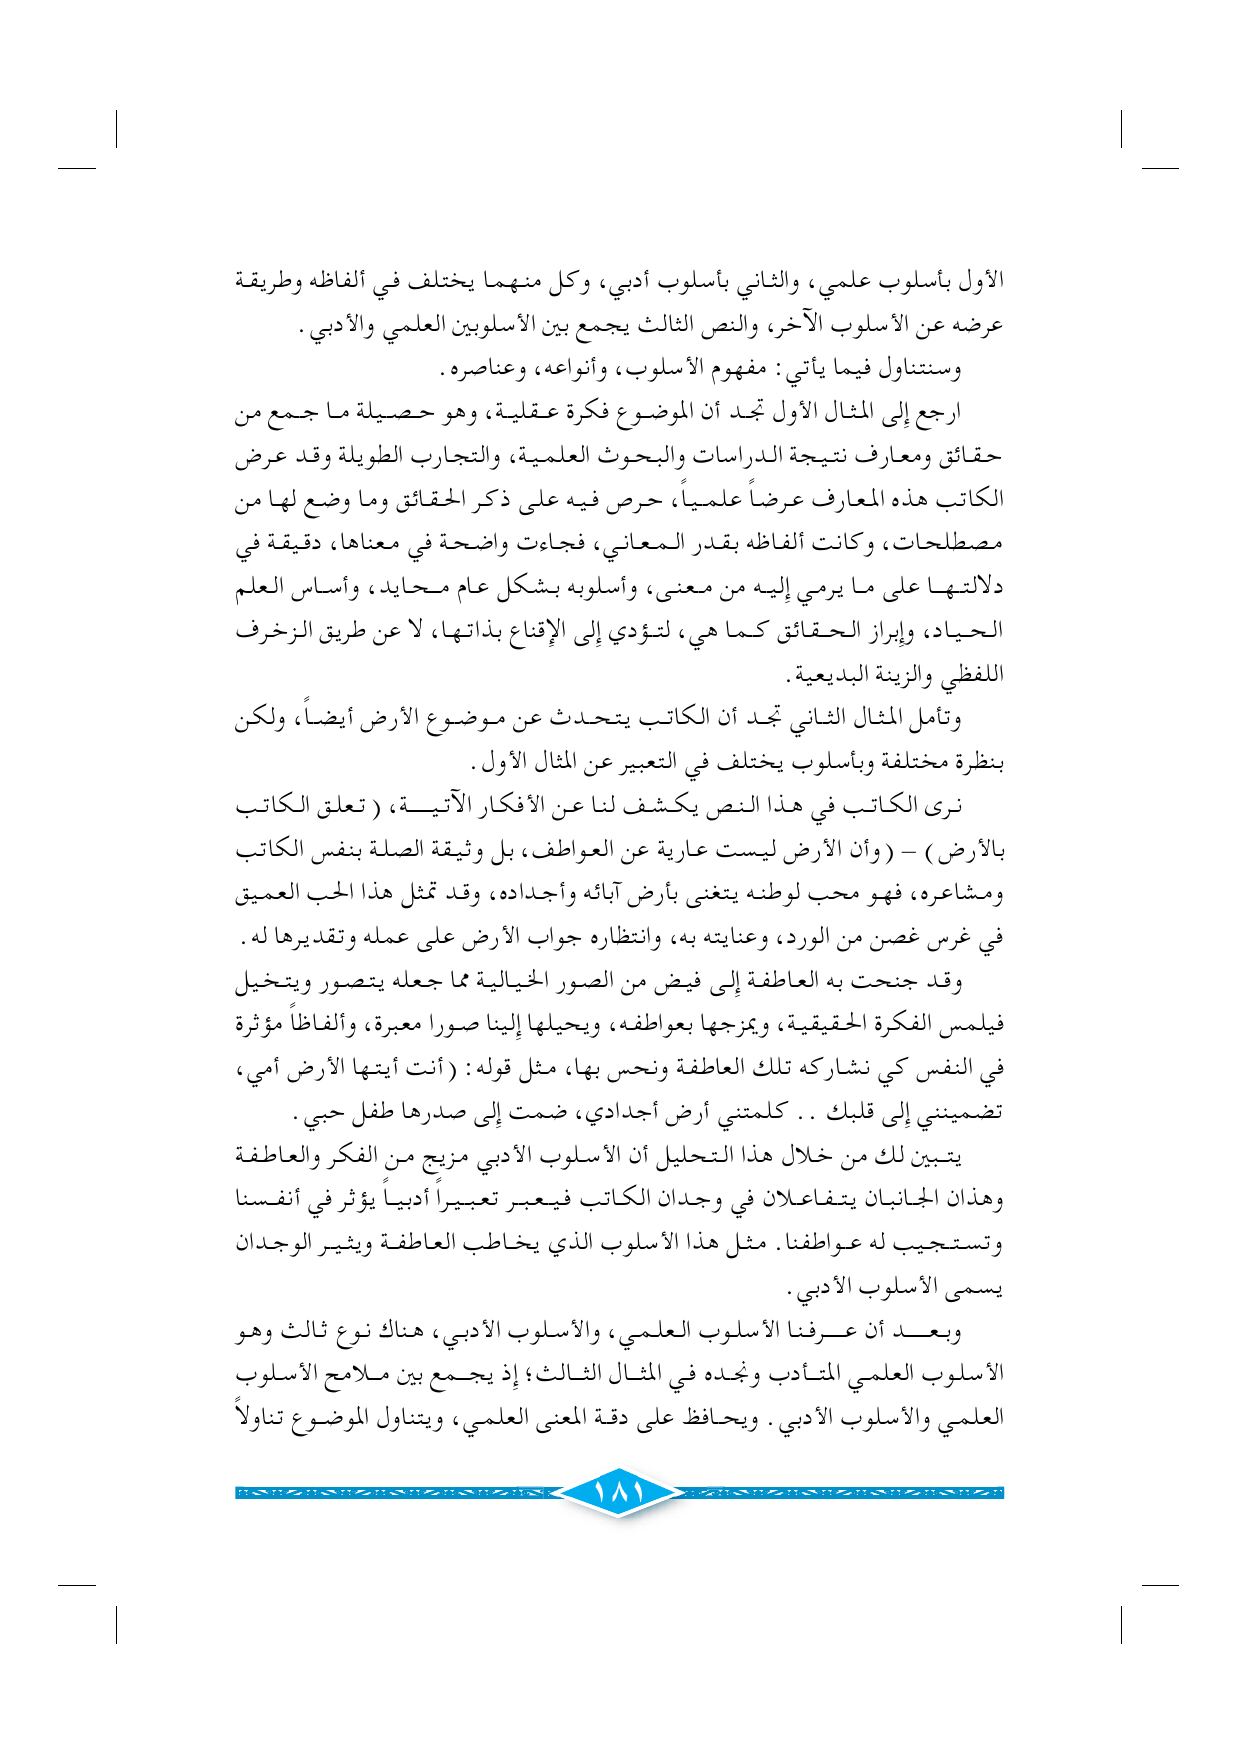 الأول بأسلوب علمي، والثاني بأسلوب أدبي، وكل منهما يختلف في ألفاظه وطريقة
عرضه عن الأسلوب الآخر، والنص الثالث يجمع بين الأسلوبين العلمي والأدبي.
وسنتناول فيما يأتي: مفهوم الأسلوب، وأنواعه، وعناصره.
ارجع إلى المثال الأول تجد أن الموضوع فكرة عقلية، وهو حصيلة ما جمع من
حقائق ومعارف نتيجة الدراسات والبحوث العلمية، والتجارب الطويلة وقد عرض
الكاتب هذه المعارف عرضاً علمياً، حرص فيه على ذكر الحقائق وما وضع لها من
مصطلحات، وكانت ألفاظه بقدر المعاني، فجاءت واضحة في معناها، دقيقة في
دلالتها على ما يرمي إليه من معنى، وأسلوبه بشكل عام محايد، وأساس العلم
الحياد، وإبراز الحقائق كما هي، لتؤدي إلى الإقناع بذاتها، لا عن طريق الزخرف
اللفظي والزينة البديعية.
وتأمل المثال الثاني تجد أن الكاتب يتحدث عن موضوع الأرض أيضاً، ولكن
بنظرة مختلفة وبأسلوب يختلف في التعبير عن المثال الأول.
نرى الكاتب في هذا النص يكشف لنا عن الأفكار الآتية، (تعلق الكاتب
بالأرض) – (وأن الأرض ليست عارية عن العواطف، بل وثيقة الصلة بنفس الكاتب
ومشاعره، فهو محب لوطنه يتغنى بأرض آبائه وأجداده، وقد تمثل هذا الحب العميق
في غرس غصن من الورد، وعنايته به، وانتظاره جواب الأرض على عمله وتقديرها له.
وقد جنحت به العاطفة إلى فيض من الصور الخيالية مما جعله يتصور ويتخيل
فيلمس الفكرة الحقيقية، ويمزجها بعواطفه، ويحيلها إلينا صورا معبرة، وألفاظاً مؤثرة
في النفس كي نشاركه تلك العاطفة ونحس بها، مثل قوله: (أنت أيتها الأرض أمي،
تضمينني إلى قلبك .. كلمتني أرض أجدادي، ضمت إلى صدرها طفل حبي.
يتبين لك من خلال هذا التحليل أن الأسلوب الأدبي مزيج من الفكر والعاطفة
وهذان الجانبان يتفاعلان في وجدان الكاتب فيعبر تعبيراً أدبياً يؤثر في أنفسنا
وتستجيب له عواطفنا. مثل هذا الأسلوب الذي يخاطب العاطفة ويثير الوجدان
يسمى الأسلوب الأدبي.
وبعد أن عرفنا الأسلوب العلمي، والأسلوب الأدبي، هناك نوع ثالث وهو
الأسلوب العلمي المتأدب ونجده في المثال الثالث؛ إذ يجمع بين ملامح الأسلوب
العلمي والأسلوب الأدبي. ويحافظ على دقة المعنى العلمي، ويتناول الموضوع تناولاً
١٨١